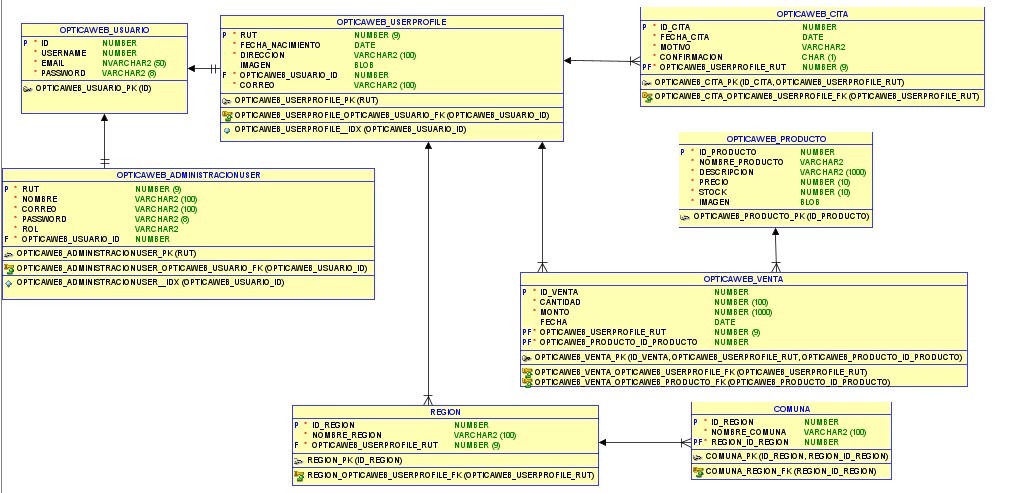 OPTICAWEB_USUARIO
P * ID NUMBER
* USERNAME NUMBER
* EMAIL NVARCHAR2 (50)
* PASSWORD VARCHAR2 (8)
OPTICAWEB_USUARIO_PK (ID)
OPTICAWEB_USERPROFILE
P * RUT NUMBER (9)
* FECHA_NACIMIENTO DATE
* DIRECCION VARCHAR2 (100)
IMAGEN BLOB
F * OPTICAWEB_USUARIO_ID NUMBER
* CORREO VARCHAR2 (100)
OPTICAWEB_USERPROFILE_PK (RUT)
OPTICAWEB_USERPROFILE_OPTICAWEB_USUARIO_FK (OPTICAWEB_USUARIO_ID)
OPTICAWEB_USERPROFILE__IDX (OPTICAWEB_USUARIO_ID)
OPTICAWEB_CITA
P * ID_CITA NUMBER
* FECHA_CITA DATE
* MOTIVO VARCHAR2
* CONFIRMACION CHAR (1)
PF * OPTICAWEB_USERPROFILE_RUT NUMBER (9)
OPTICAWEB_CITA_PK (ID_CITA, OPTICAWEB_USERPROFILE_RUT)
OPTICAWEB_CITA_OPTICAWEB_USERPROFILE_FK (OPTICAWEB_USERPROFILE_RUT)
OPTICAWEB_PRODUCTO
P * ID_PRODUCTO NUMBER
* NOMBRE_PRODUCTO VARCHAR2
* DESCRIPCION VARCHAR2 (1000)
* PRECIO NUMBER (10)
* STOCK NUMBER (10)
* IMAGEN BLOB
OPTICAWEB_PRODUCTO_PK (ID_PRODUCTO)
OPTICAWEB_ADMINISTRACIONUSER
P * RUT NUMBER (9)
* NOMBRE VARCHAR2 (100)
* CORREO VARCHAR2 (100)
* PASSWORD VARCHAR2 (8)
* ROL VARCHAR2
F * OPTICAWEB_USUARIO_ID NUMBER
OPTICAWEB_ADMINISTRACIONUSER_PK (RUT)
OPTICAWEB_ADMINISTRACIONUSER_OPTICAWEB_USUARIO_FK (OPTICAWEB_USUARIO_ID)
OPTICAWEB_ADMINISTRACIONUSER__IDX (OPTICAWEB_USUARIO_ID)
OPTICAWEB_VENTA
P * ID_VENTA NUMBER
* CANTIDAD NUMBER (100)
* MONTO NUMBER (1000)
FECHA DATE
PF * OPTICAWEB_USERPROFILE_RUT NUMBER (9)
PF * OPTICAWEB_PRODUCTO_ID_PRODUCTO NUMBER
OPTICAWEB_VENTA_PK (ID_VENTA, OPTICAWEB_USERPROFILE_RUT, OPTICAWEB_PRODUCTO_ID_PRODUCTO)
OPTICAWEB_VENTA_OPTICAWEB_USERPROFILE_FK (OPTICAWEB_USERPROFILE_RUT)
OPTICAWEB_VENTA_OPTICAWEB_PRODUCTO_FK (OPTICAWEB_PRODUCTO_ID_PRODUCTO)
REGION
P * ID_REGION NUMBER
* NOMBRE_REGION VARCHAR2 (100)
F * OPTICAWEB_USERPROFILE_RUT NUMBER (9)
REGION_PK (ID_REGION)
REGION_OPTICAWEB_USERPROFILE_FK (OPTICAWEB_USERPROFILE_RUT)
COMUNA
P * ID_REGION NUMBER
* NOMBRE_COMUNA VARCHAR2 (100)
PF * REGION_ID_REGION NUMBER
COMUNA_PK (ID_REGION, REGION_ID_REGION)
COMUNA_REGION_FK (REGION_ID_REGION)